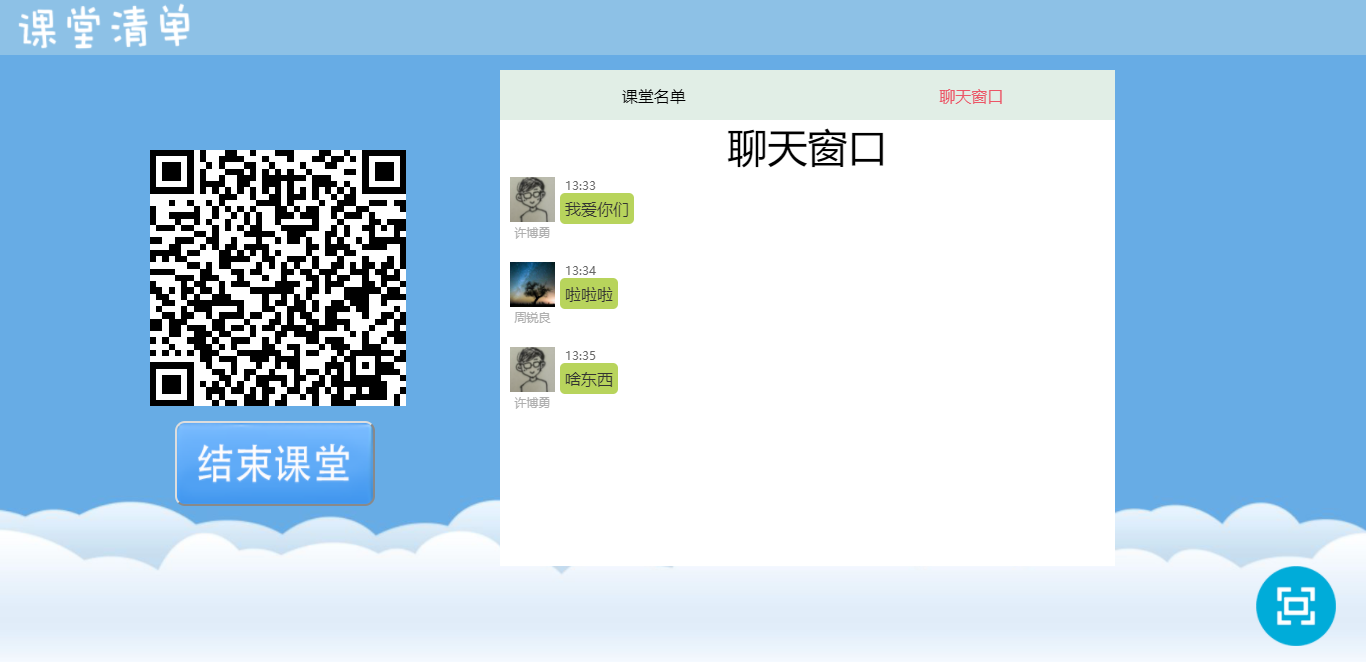 课堂清单
课堂名单
聊天窗口
聊天窗口
13:33
我爱你们
许博勇
13:34
啦啦啦
周锐良
13:35
啥东西
许博勇
结束课堂